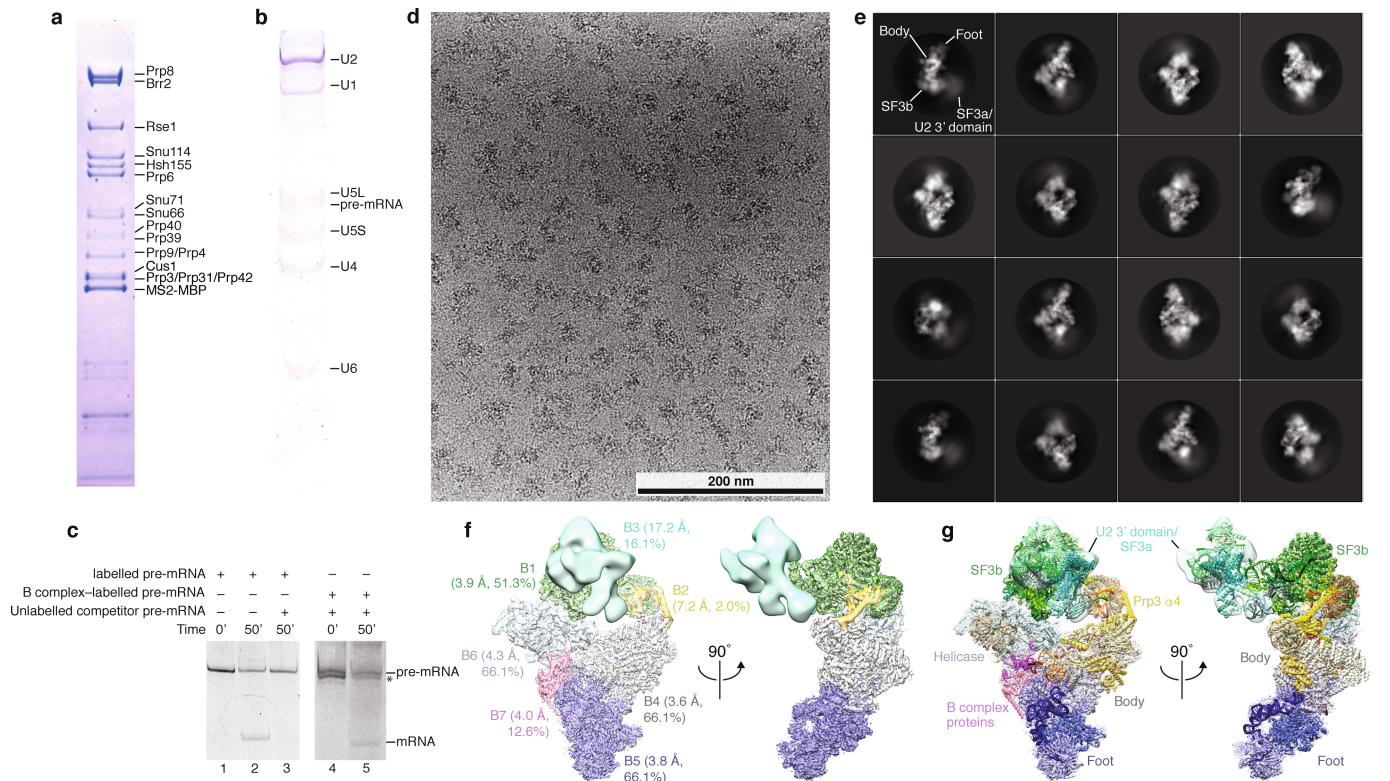 a
Prp8
Brr2
Rse1
Snu114
Hsh155
Prp6
Snu71
Snu66
Prp40
Prp39
Prp9/Prp4
Cus1
Prp3/Prp31/Prp42
MS2-MBP
b
U2
U1
U5L
pre-mRNA
U5S
U4
U6
c
labelled pre-mRNA + + + – –
B complex–labelled pre-mRNA – – – + +
Unlabelled competitor pre-mRNA – – + + +
Time 0' 50' 50' 0' 50'
pre-mRNA
*
mRNA
1 2 3 4 5
d
200 nm
e
Body
Foot
SF3b
SF3a/
U2 3' domain
f
B3 (17.2 Å,
16.1%)
B1
(3.9 Å, 51.3%)
B2
(7.2 Å, 2.0%)
B6 (4.3 Å,
66.1%)
90°
B7 (4.0 Å,
12.6%)
B4 (3.6 Å,
66.1%)
B5 (3.8 Å,
66.1%)
g
U2 3' domain/
SF3a
SF3b
SF3b
Prp3 α4
Helicase
90°
Body
Body
B complex
proteins
Foot
Foot